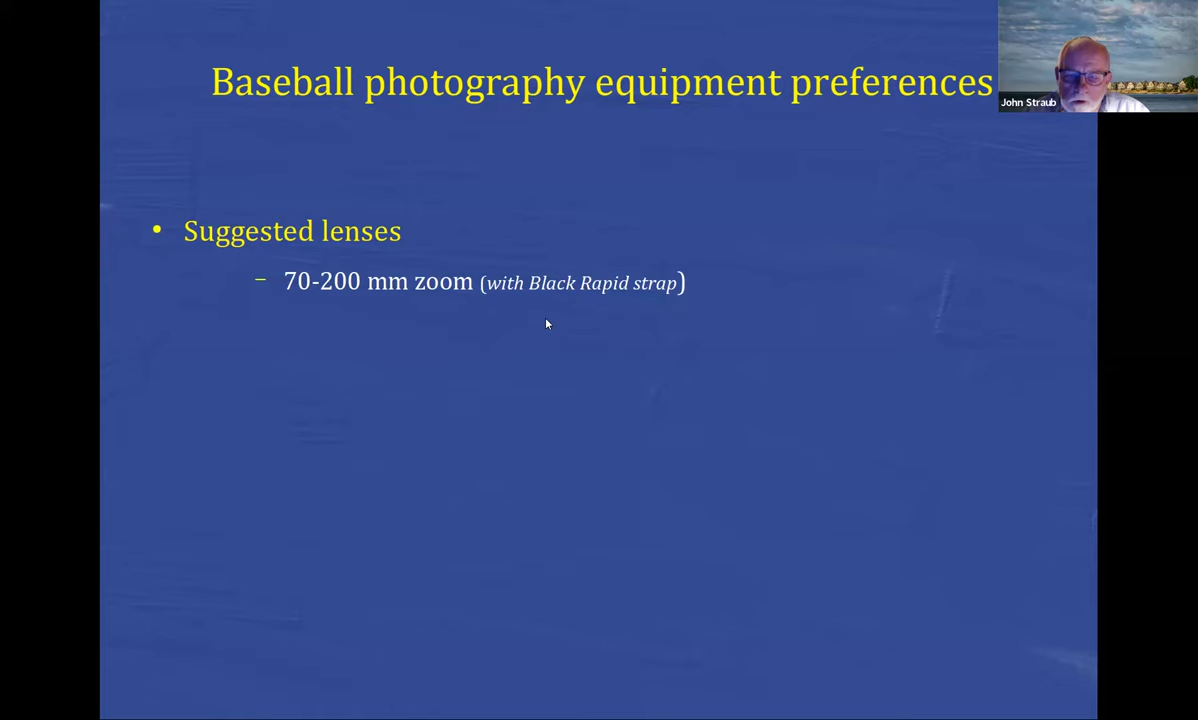 Baseball photography equipment preferences
John Straub
• Suggested lenses
– 70-200 mm zoom (with Black Rapid strap)